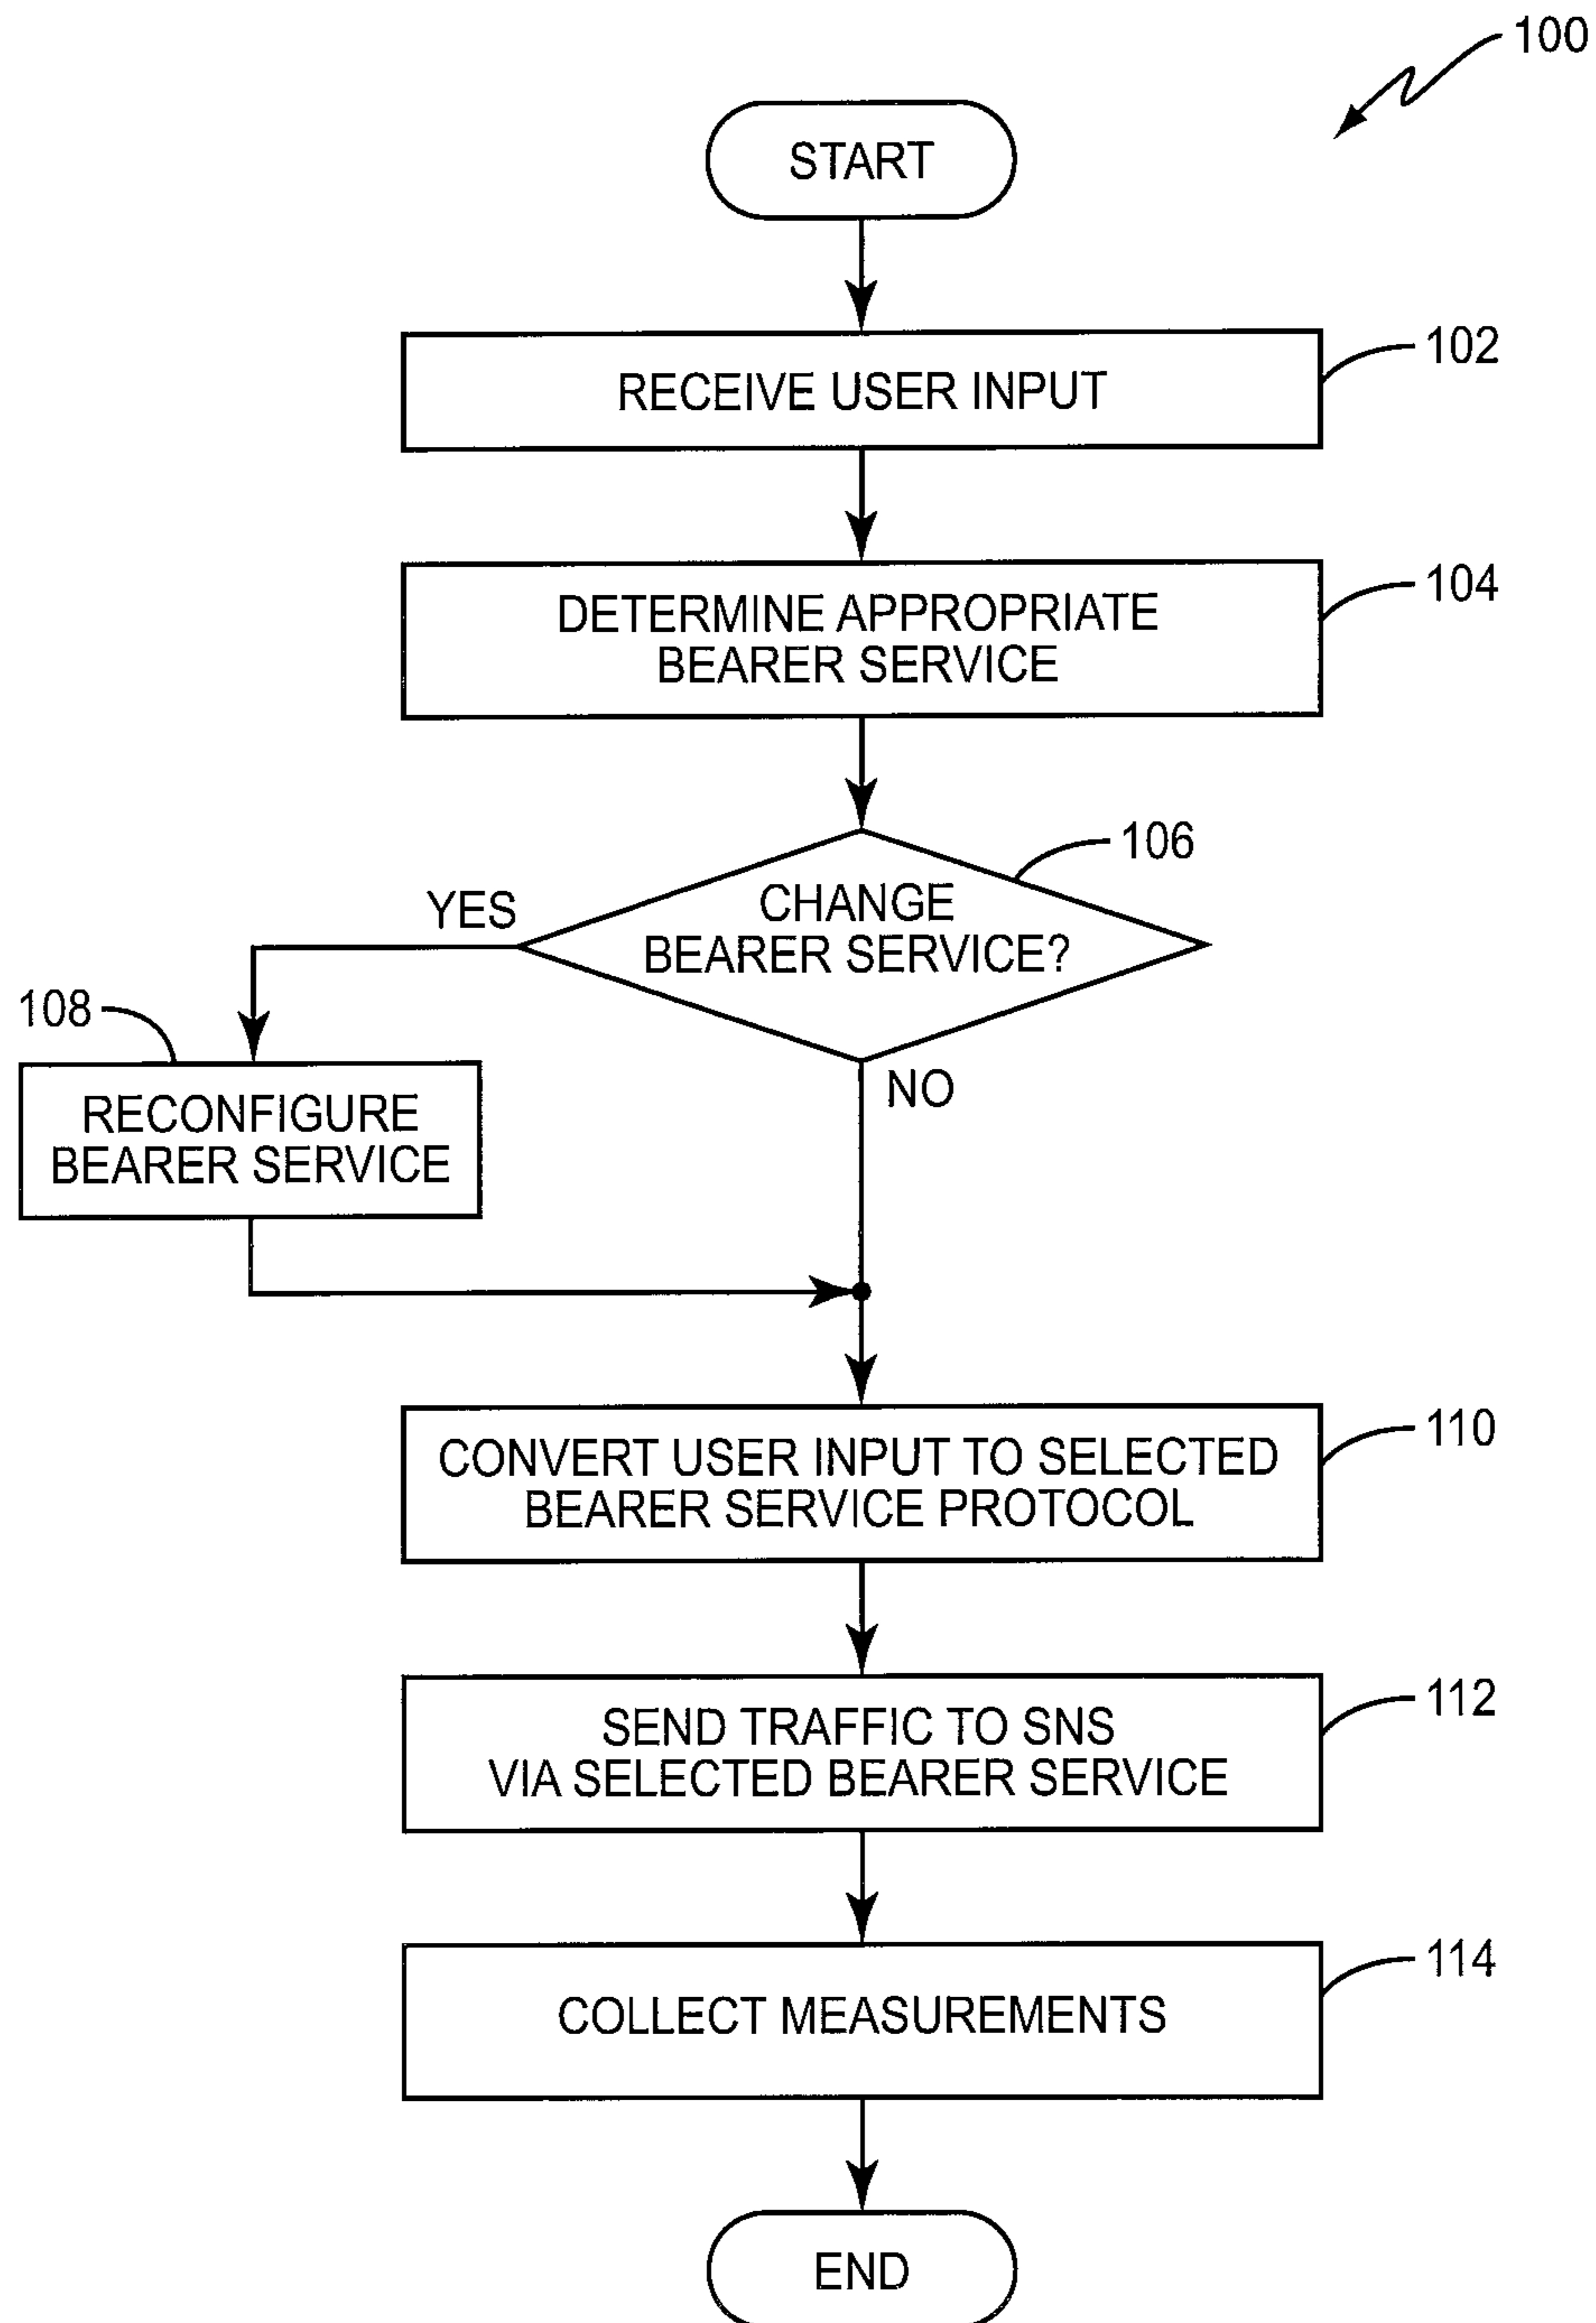 100
START
102
RECEIVE USER INPUT
104
DETERMINE APPROPRIATE
BEARER SERVICE
106
CHANGE
BEARER SERVICE?
YES
NO
108
RECONFIGURE
BEARER SERVICE
110
CONVERT USER INPUT TO SELECTED
BEARER SERVICE PROTOCOL
112
SEND TRAFFIC TO SNS
VIA SELECTED BEARER SERVICE
114
COLLECT MEASUREMENTS
END